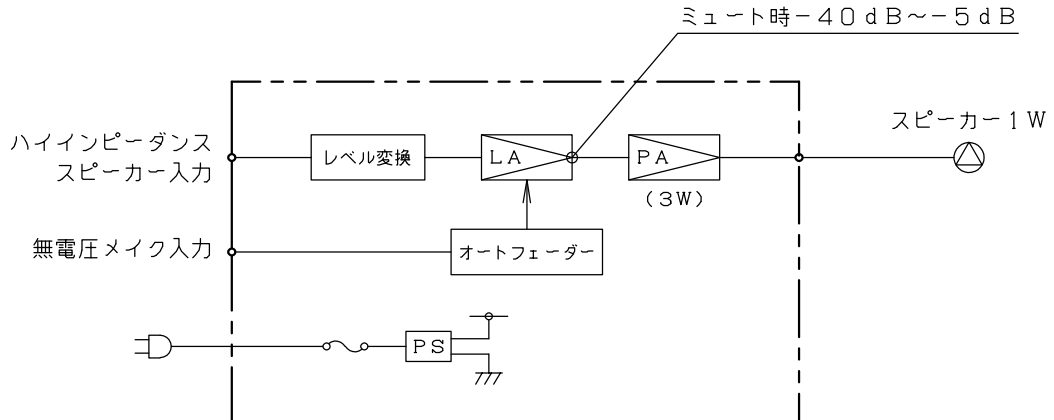 ミュート時－４０ｄＢ～－５ｄＢ
ハイインピーダンス
スピーカー入力
レベル変換
ＬＡ
ＰＡ
（３Ｗ）
スピーカー１Ｗ
無電圧メイク入力
オートフェーダー
ＰＳ